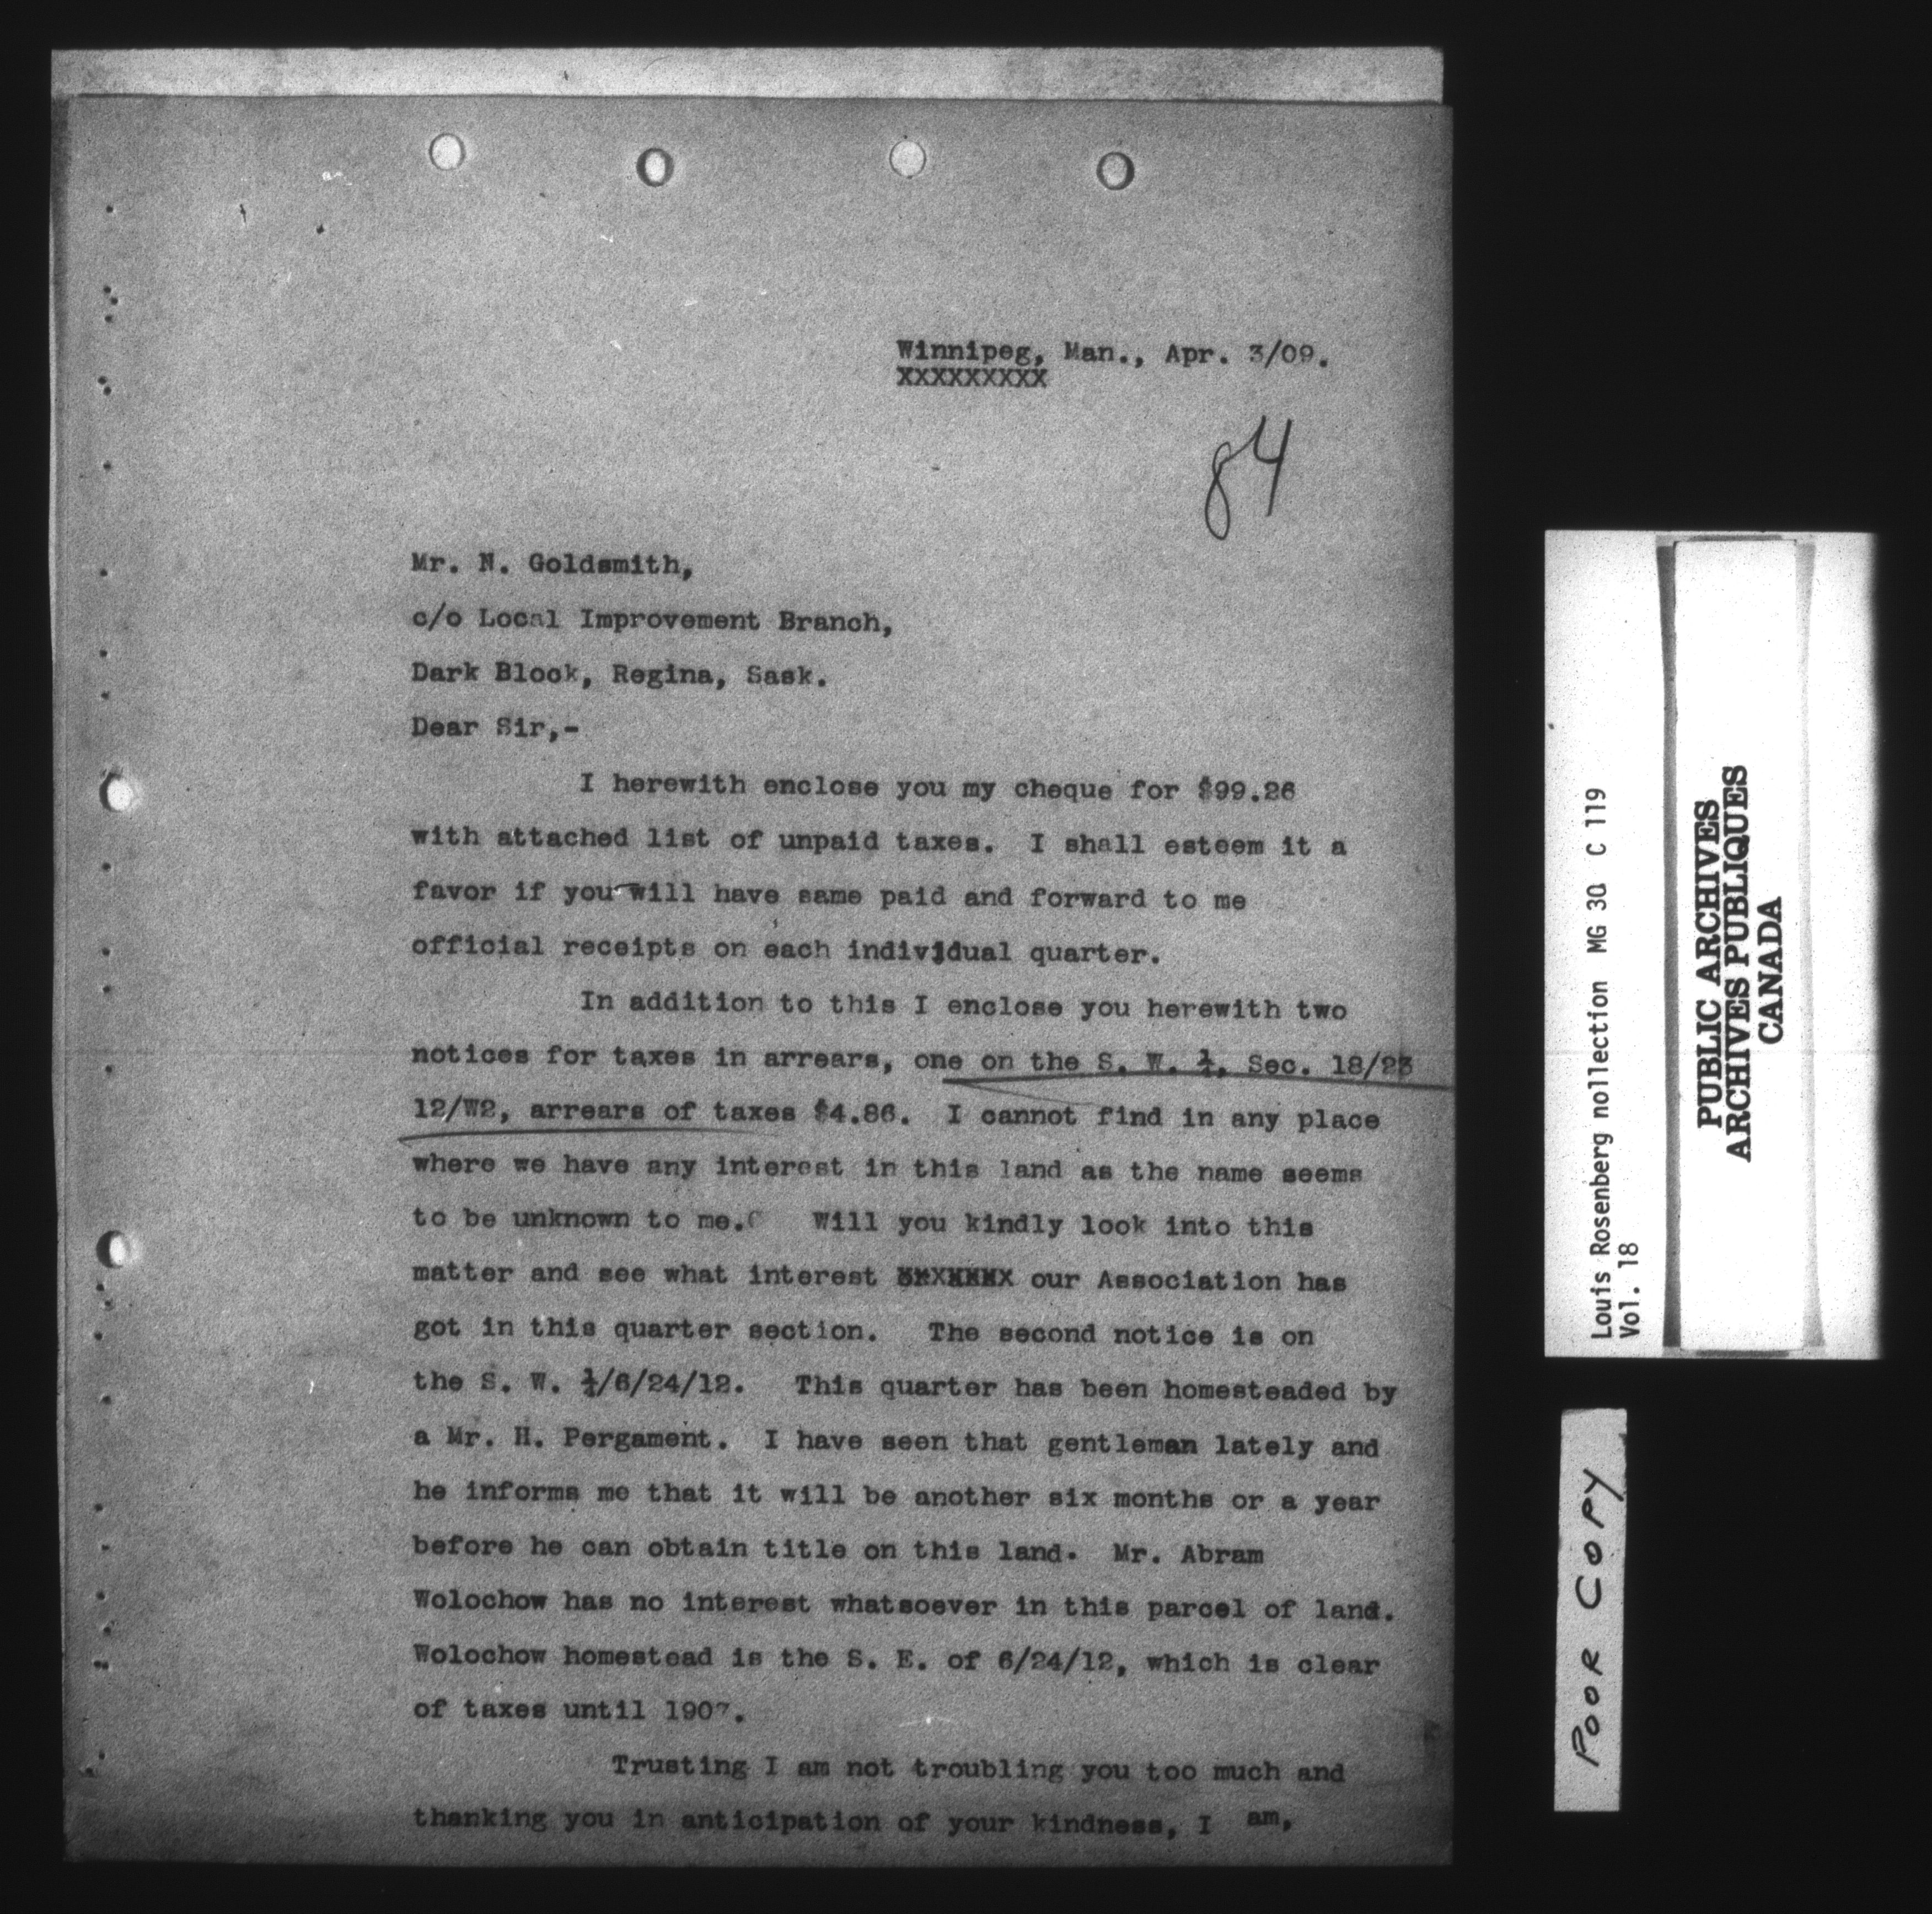 Winnipeg, Man., Apr. 3/09.
XXXXXXXXX
84
Mr. N. Goldsmith,
c/o Local Improvement Branch,
Dark Block, Regina, Sask.
Dear Sir,-
I herewith enclose you my cheque for $99.26
with attached list of unpaid taxes. I shall esteem it a
favor if you will have same paid and forward to me
official receipts on each individual quarter.
In addition to this I enclose you herewith two
notices for taxes in arrears, one on the S. W. ¼, Sec. 18/23
12/W2, arrears of taxes $4.86. I cannot find in any place
where we have any interest in this land as the name seems
to be unknown to me. Will you kindly look into this
matter and see what interest our Association has
got in this quarter section. The second notice is on
the S. W. ¼/6/24/12. This quarter has been homesteaded by
a Mr. H. Pergament. I have seen that gentleman lately and
he informs me that it will be another six months or a year
before he can obtain title on this land. Mr. Abram
Wolochow has no interest whatsoever in this parcel of land.
Wolochow homestead is the S. E. of 6/24/12, which is clear
of taxes until 1907.
Trusting I am not troubling you too much and
thanking you in anticipation of your kindness, I am,
Louis Rosenberg nollection MG 30 C 119
Vol. 18
PUBLIC ARCHIVES
ARCHIVES PUBLIQUES
CANADA
POOR COPY